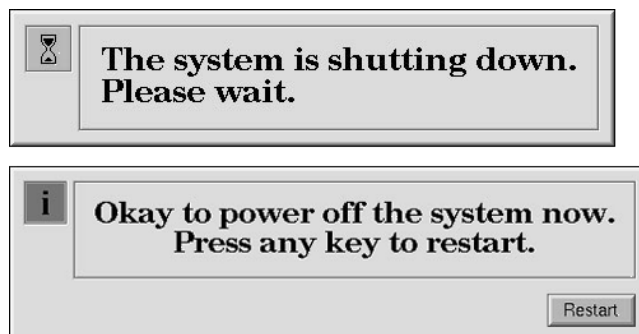 The system is shutting down.
Please wait.
i
Okay to power off the system now.
Press any key to restart.
Restart